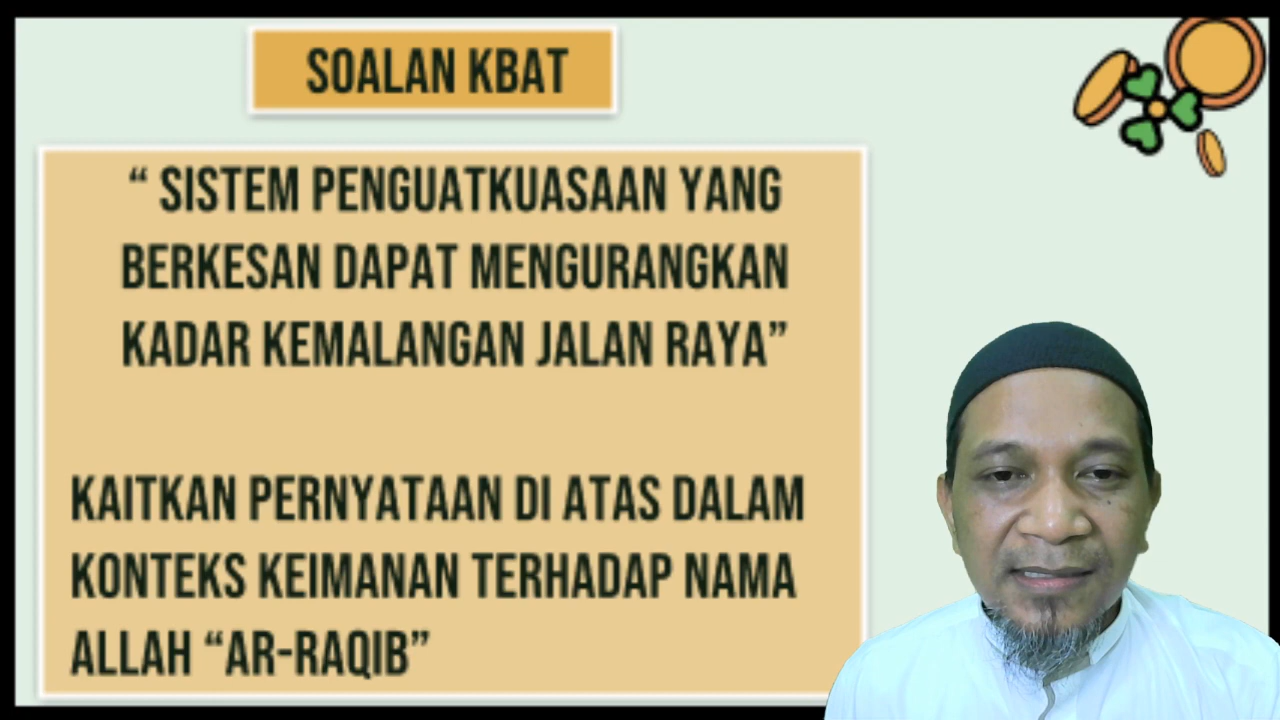 SOALAN KBAT
“ SISTEM PENGUATKUASAAN YANG
BERKESAN DAPAT MENGURANGKAN
KADAR KEMALANGAN JALAN RAYA”
KAITKAN PERNYATAAN DI ATAS DALAM
KONTEKS KEIMANAN TERHADAP NAMA
ALLAH “AR-RAQIB”